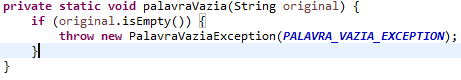 private static void palavraVazia(String original) {
    if (original.isEmpty()) {
        throw new PalavraVaziaException(PALAVRA_VAZIA_EXCEPTION);
    }
}